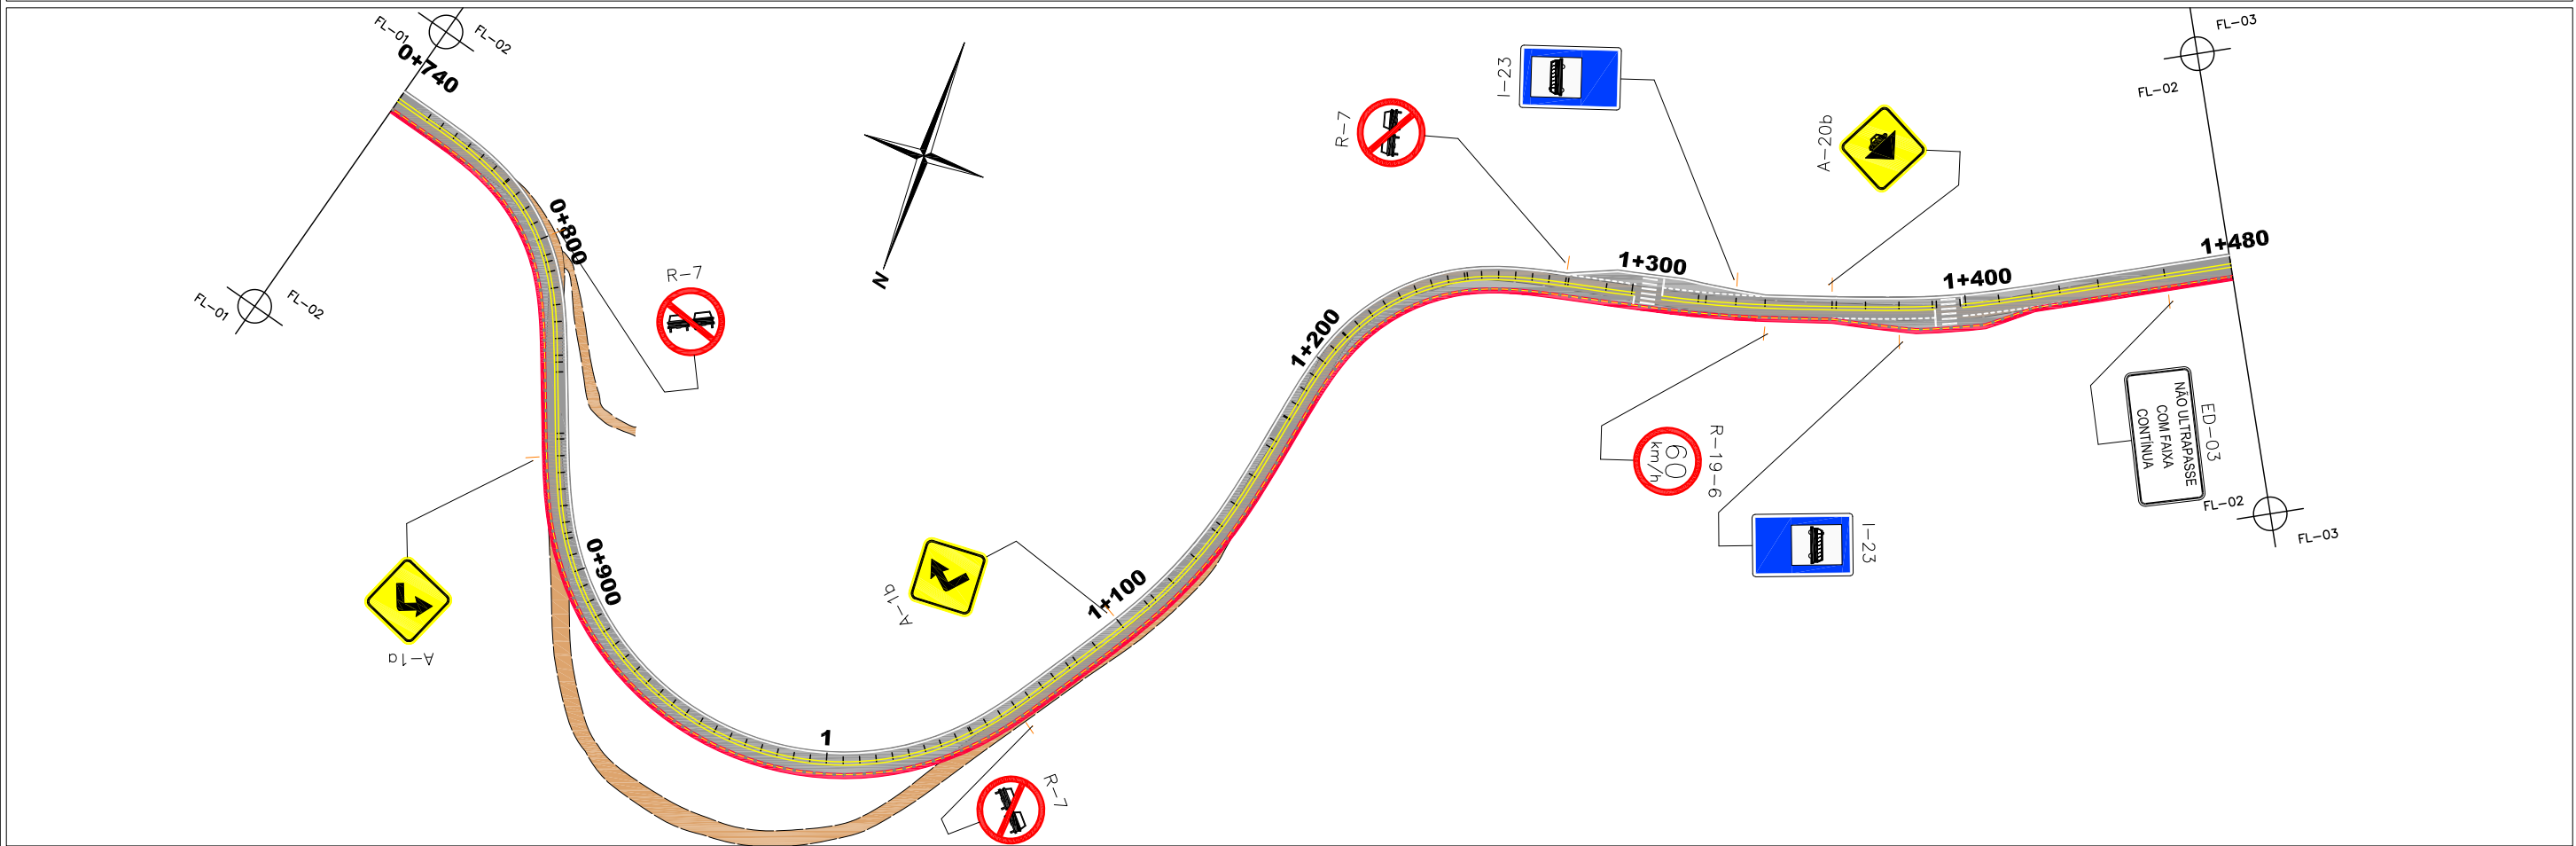 FL-01
FL-02
0+740
FL-01
FL-02
0+800
R-7
A-1a
0+900
1
R-7
A-1b
1+100
N
1+200
R-7
I-23
1+300
A-20b
1+400
R-19-6
60
km/h
I-23
FL-03
FL-02
1+480
ED-03
NÃO ULTRAPASSE
COM FAIXA
CONTÍNUA
FL-02
FL-03